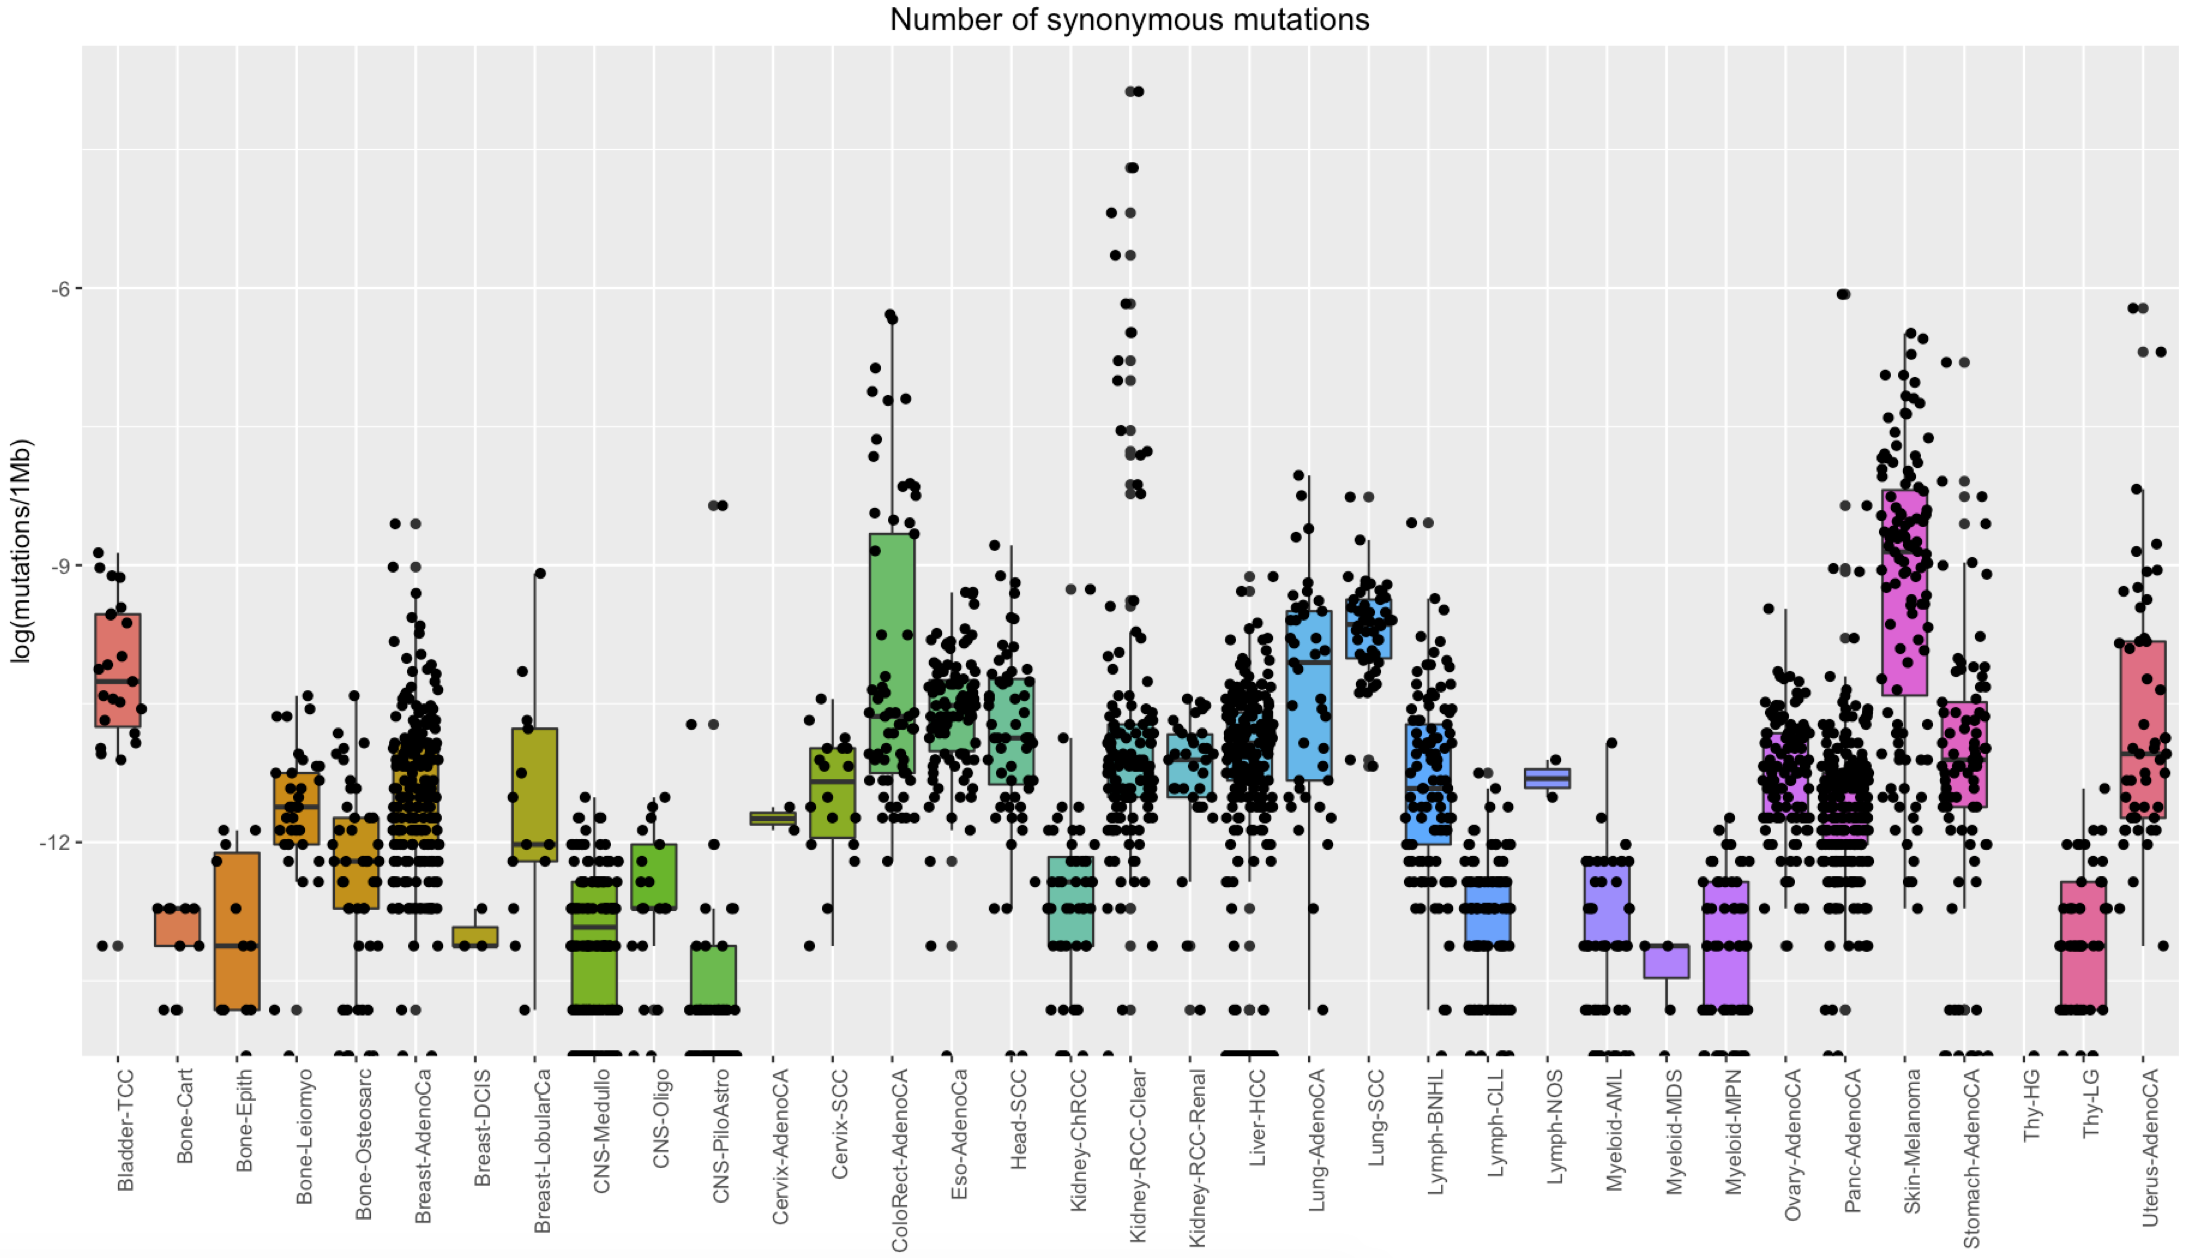 Number of synonymous mutations
log(mutations/1Mb)
-6
-9
-12
Bladder-TCC
Bone-Cart
Bone-Epith
Bone-Leiomyo
Bone-Osteosarc
Breast-AdenoCa
Breast-DCIS
Breast-LobularCa
CNS-Medullo
CNS-Oligo
CNS-PiloAstro
Cervix-AdenoCA
Cervix-SCC
ColoRect-AdenoCA
Eso-AdenoCa
Head-SCC
Kidney-ChRCC
Kidney-RCC-Clear
Kidney-RCC-Renal
Liver-HCC
Lung-AdenoCA
Lung-SCC
Lymph-BNHL
Lymph-CLL
Lymph-NOS
Myeloid-AML
Myeloid-MDS
Myeloid-MPN
Ovary-AdenoCA
Panc-AdenoCA
Skin-Melanoma
Stomach-AdenoCA
Thy-HG
Thy-LG
Uterus-AdenoCA